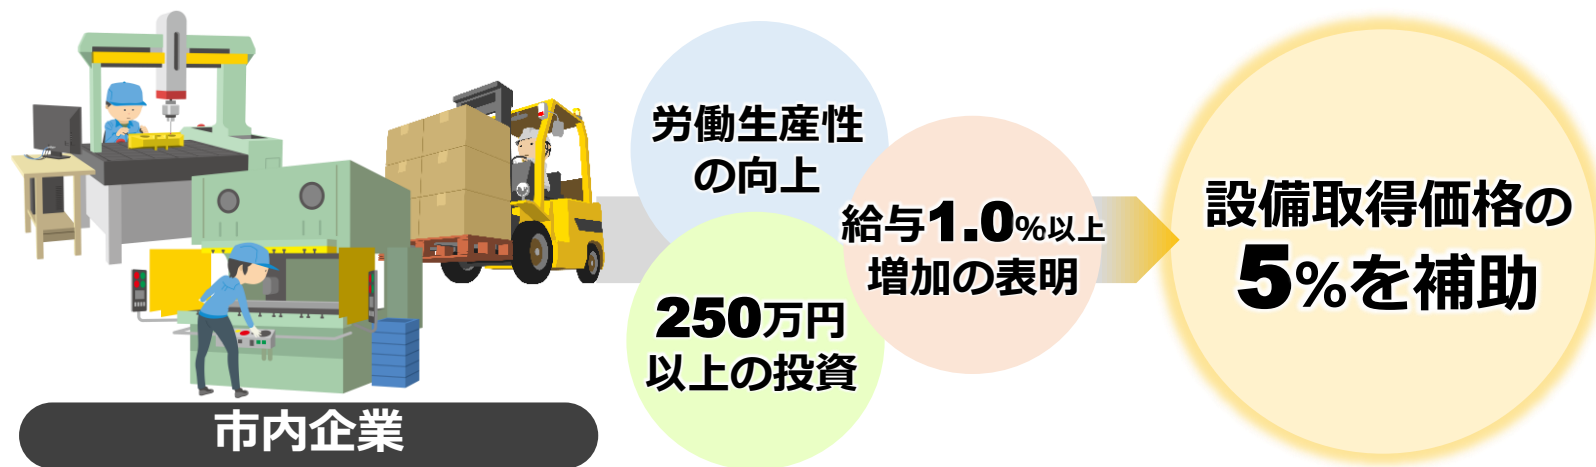 労働生産性
の向上
給与1.0%以上
増加の表明
250万円
以上の投資
設備取得価格の
5%を補助
市内企業